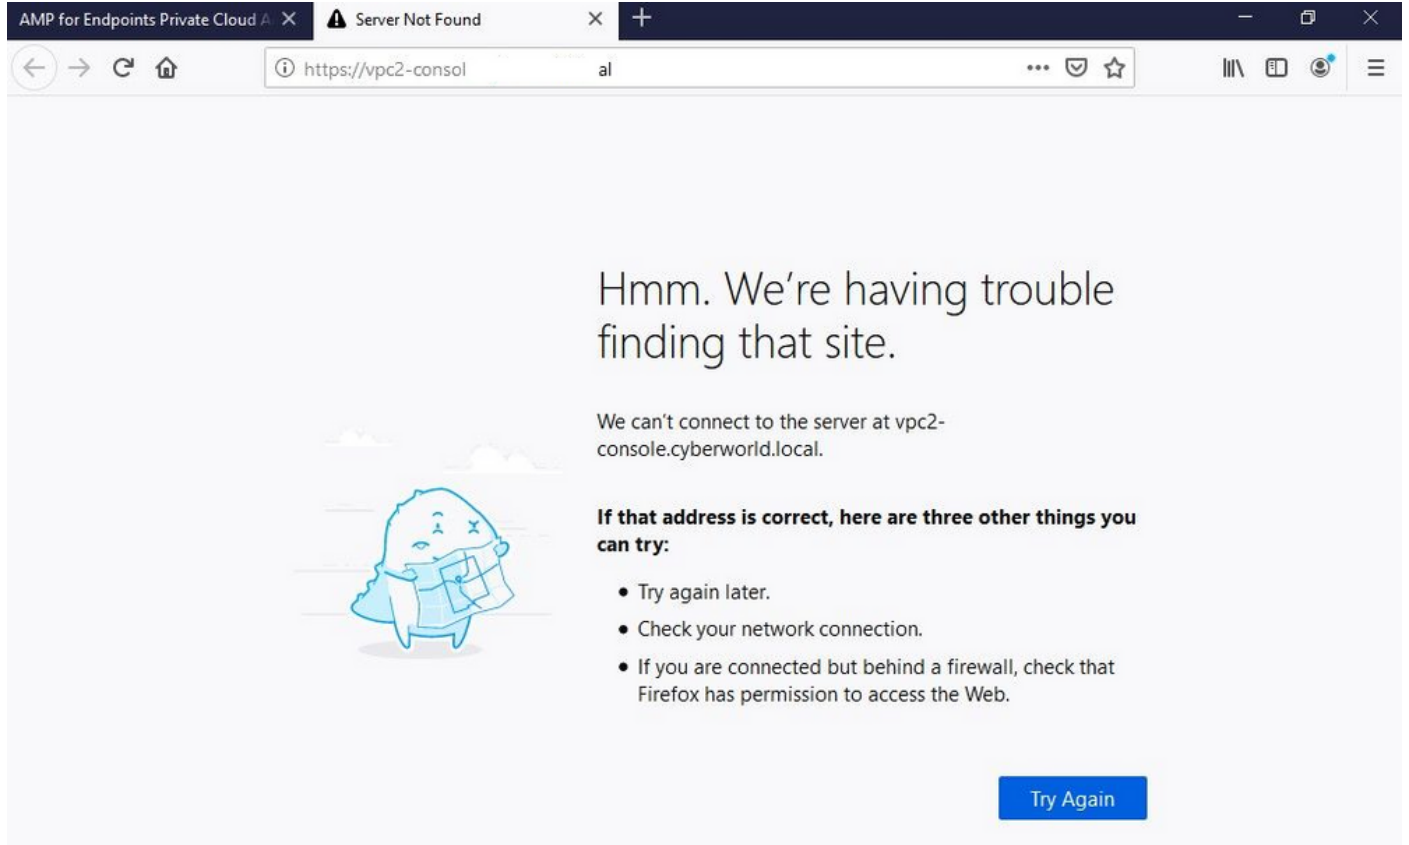 AMP for Endpoints Private Cloud A
Server Not Found
https://vpc2-consol al
Hmm. We're having trouble
finding that site.
We can't connect to the server at vpc2-
console.cyberworld.local.
If that address is correct, here are three other things you
can try:
• Try again later.
• Check your network connection.
• If you are connected but behind a firewall, check that
Firefox has permission to access the Web.
Try Again